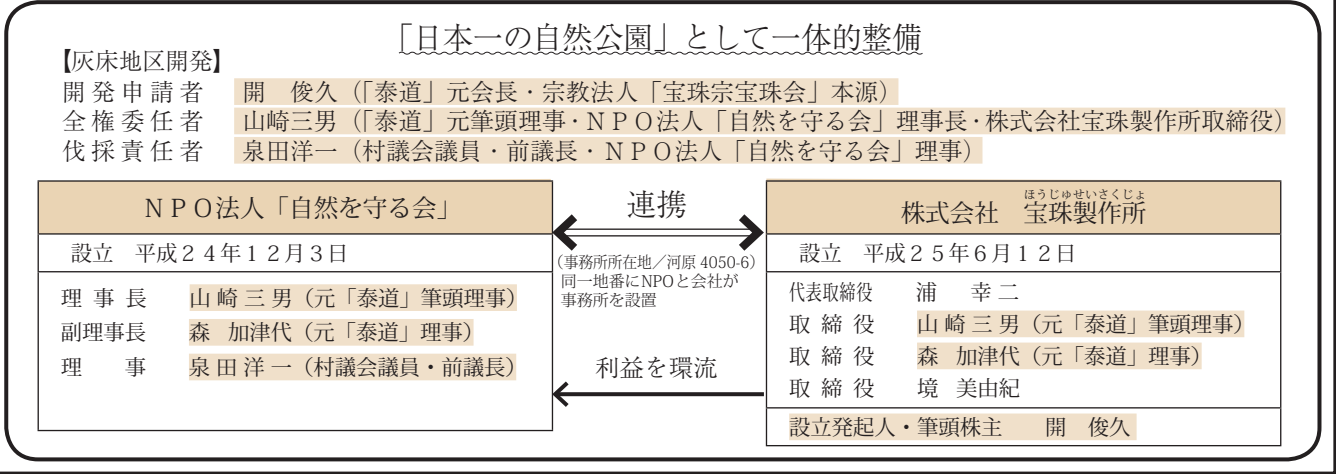 「日本一の自然公園」として一体的整備
【灰床地区開発】
開発申請者 開 俊久（「泰道」元会長・宗教法人「宝珠宗宝珠会」本源）
全権委任者 山崎三男（「泰道」元筆頭理事・ＮＰＯ法人「自然を守る会」理事長・株式会社宝珠製作所取締役）
伐採責任者 泉田洋一（村議会議員・前議長・ＮＰＯ法人「自然を守る会」理事）
ＮＰＯ法人「自然を守る会」
設立 平成２４年１２月３日
理事長 山崎三男（元「泰道」筆頭理事）
副理事長 森 加津代（元「泰道」理事）
理事 泉田洋一（村議会議員・前議長）
連携
（事務所所在地／河原 4050-6）
同一地番にNPOと会社が
事務所を設置
利益を環流
ほうじゅせいさくじょ
株式会社 宝珠製作所
設立 平成２５年６月１２日
代表取締役 浦 幸二
取締役 山崎三男（元「泰道」筆頭理事）
取締役 森 加津代（元「泰道」理事）
取締役 境 美由紀
設立発起人・筆頭株主 開 俊久